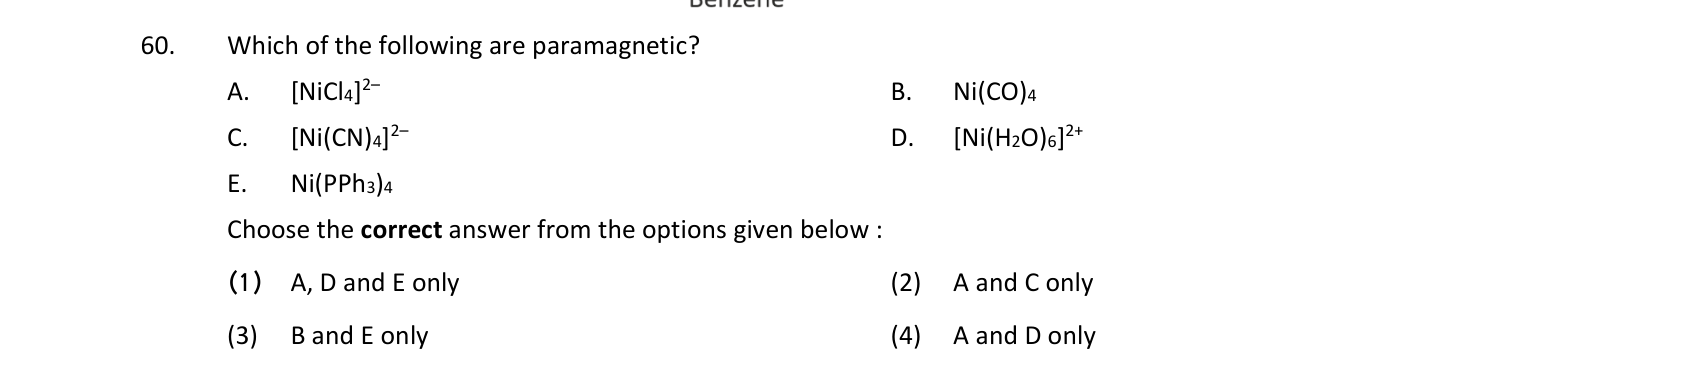 Benzene
60. Which of the following are paramagnetic?
A. [NiCl₄]²⁻ B. Ni(CO)₄
C. [Ni(CN)₄]²⁻ D. [Ni(H₂O)₆]²⁺
E. Ni(PPh₃)₄
Choose the correct answer from the options given below :
(1) A, D and E only (2) A and C only
(3) B and E only (4) A and D only